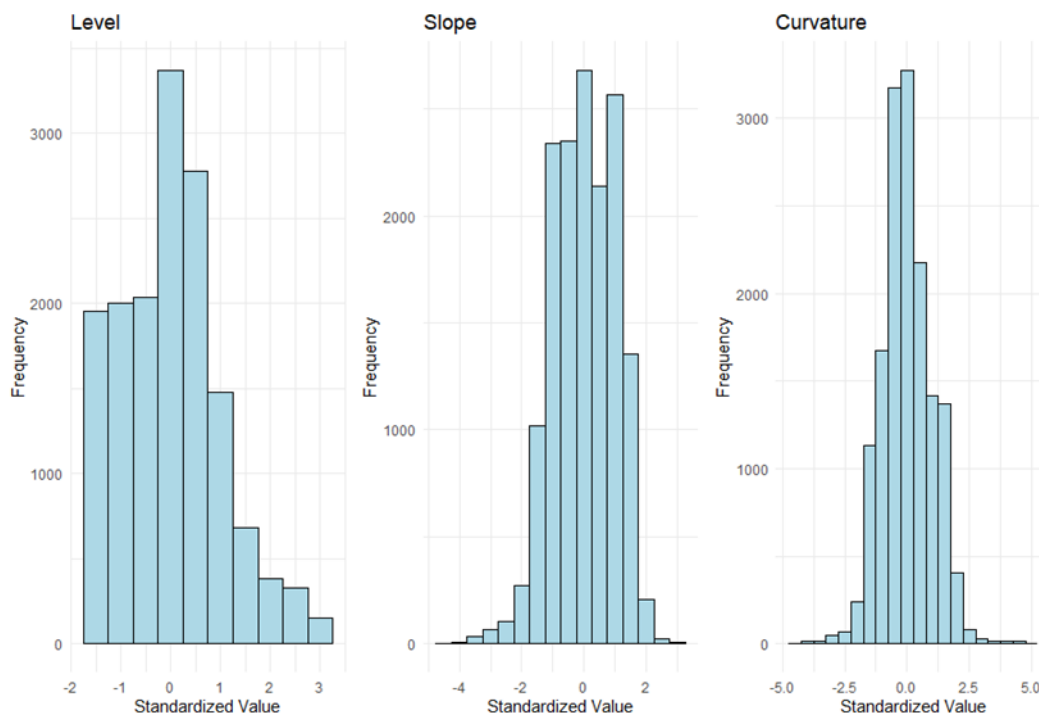 Level
Slope
Curvature
Frequency
3000
2000
1000
0
-2 -1 0 1 2 3
Standardized Value
Frequency
2000
1000
0
-4 -2 0 2
Standardized Value
Frequency
3000
2000
1000
0
-5.0 -2.5 0.0 2.5 5.0
Standardized Value